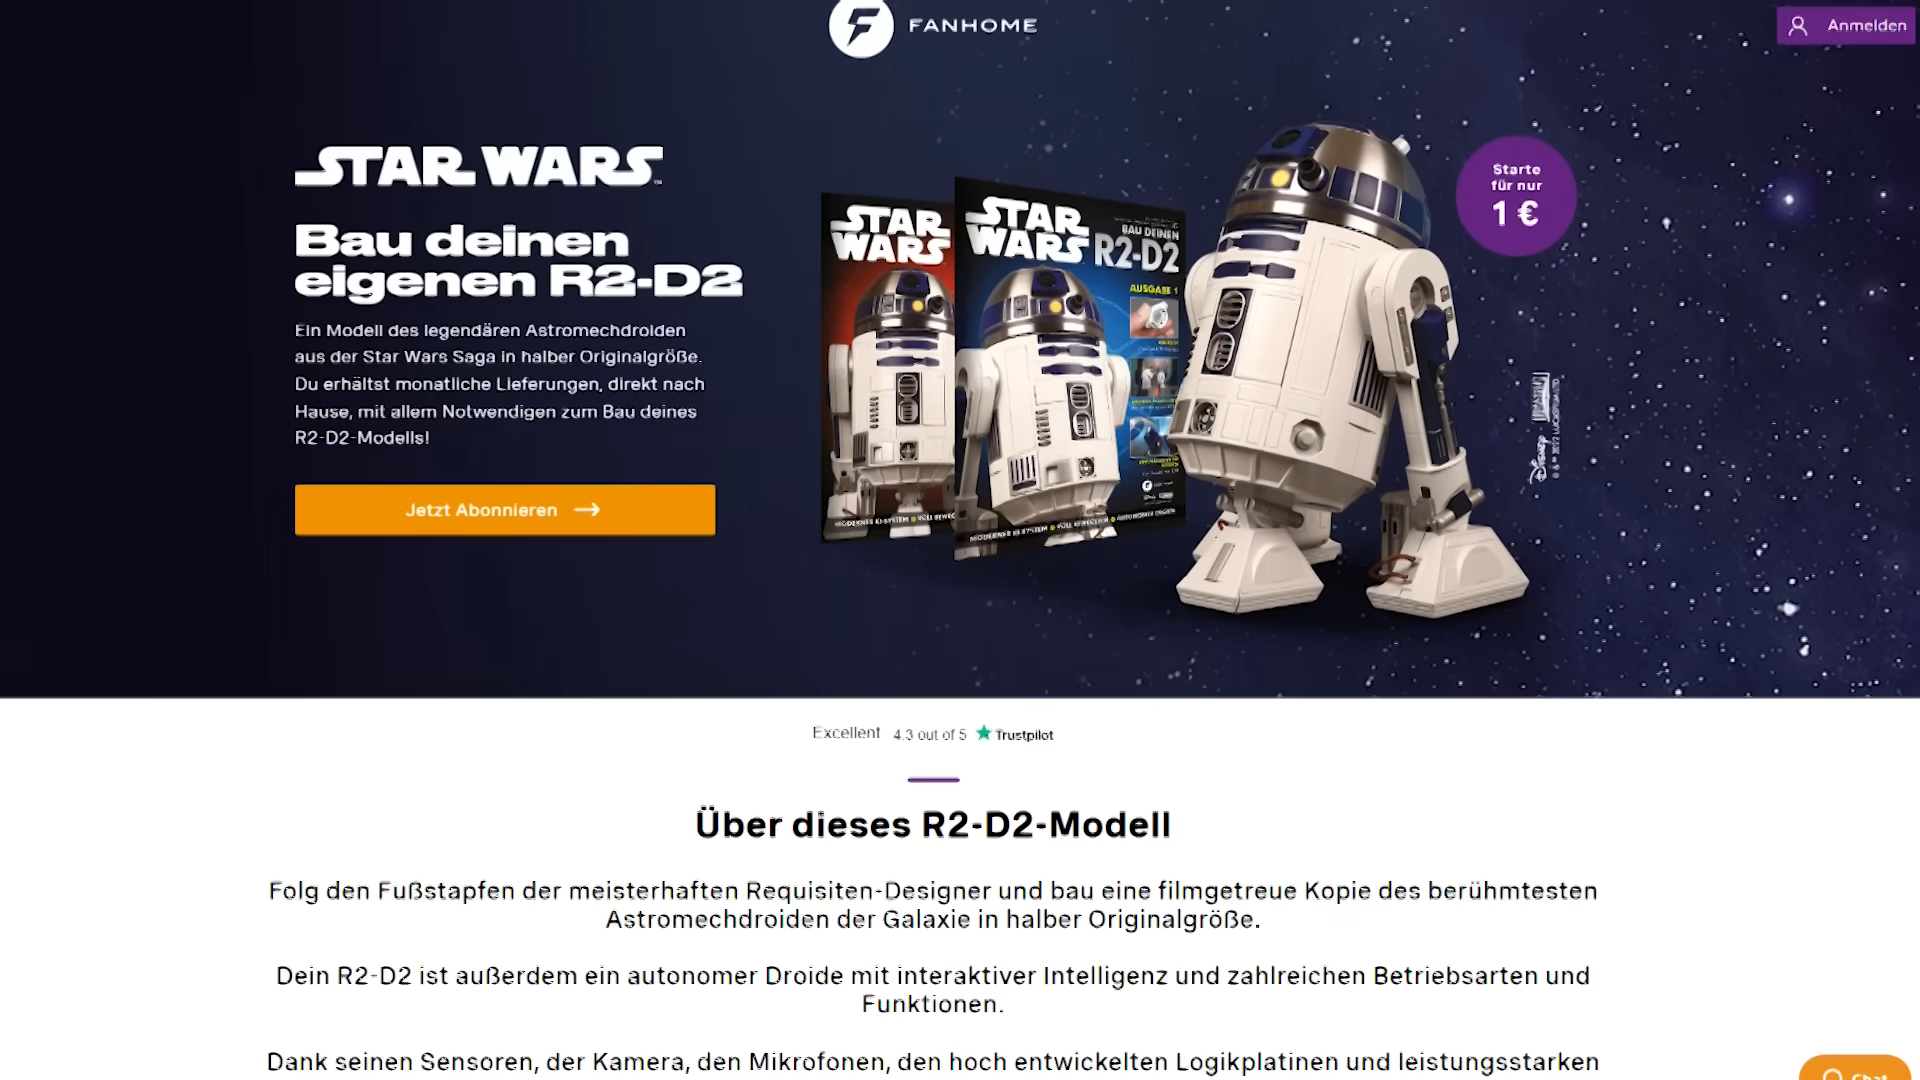 FANHOME
Anmelden
STAR WARS
Bau deinen
eigenen R2-D2
Ein Modell des legendären Astromechdroiden
aus der Star Wars Saga in halber Originalgröße.
Du erhältst monatliche Lieferungen, direkt nach
Hause, mit allem Notwendigen zum Bau deines
R2-D2-Modells!
Jetzt Abonnieren
STAR
WARS
STAR
WARS
BAU DEINEN
R2-D2
AUSGABE 1
Starte
für nur
1 €
Disney
Excellent 4.3 out of 5 Trustpilot
Über dieses R2-D2-Modell
Folg den Fußstapfen der meisterhaften Requisiten-Designer und bau eine filmgetreue Kopie des berühmtesten
Astromechdroiden der Galaxie in halber Originalgröße.
Dein R2-D2 ist außerdem ein autonomer Droide mit interaktiver Intelligenz und zahlreichen Betriebsarten und
Funktionen.
Dank seinen Sensoren, der Kamera, den Mikrofonen, den hoch entwickelten Logikplatinen und leistungsstarken
Chat